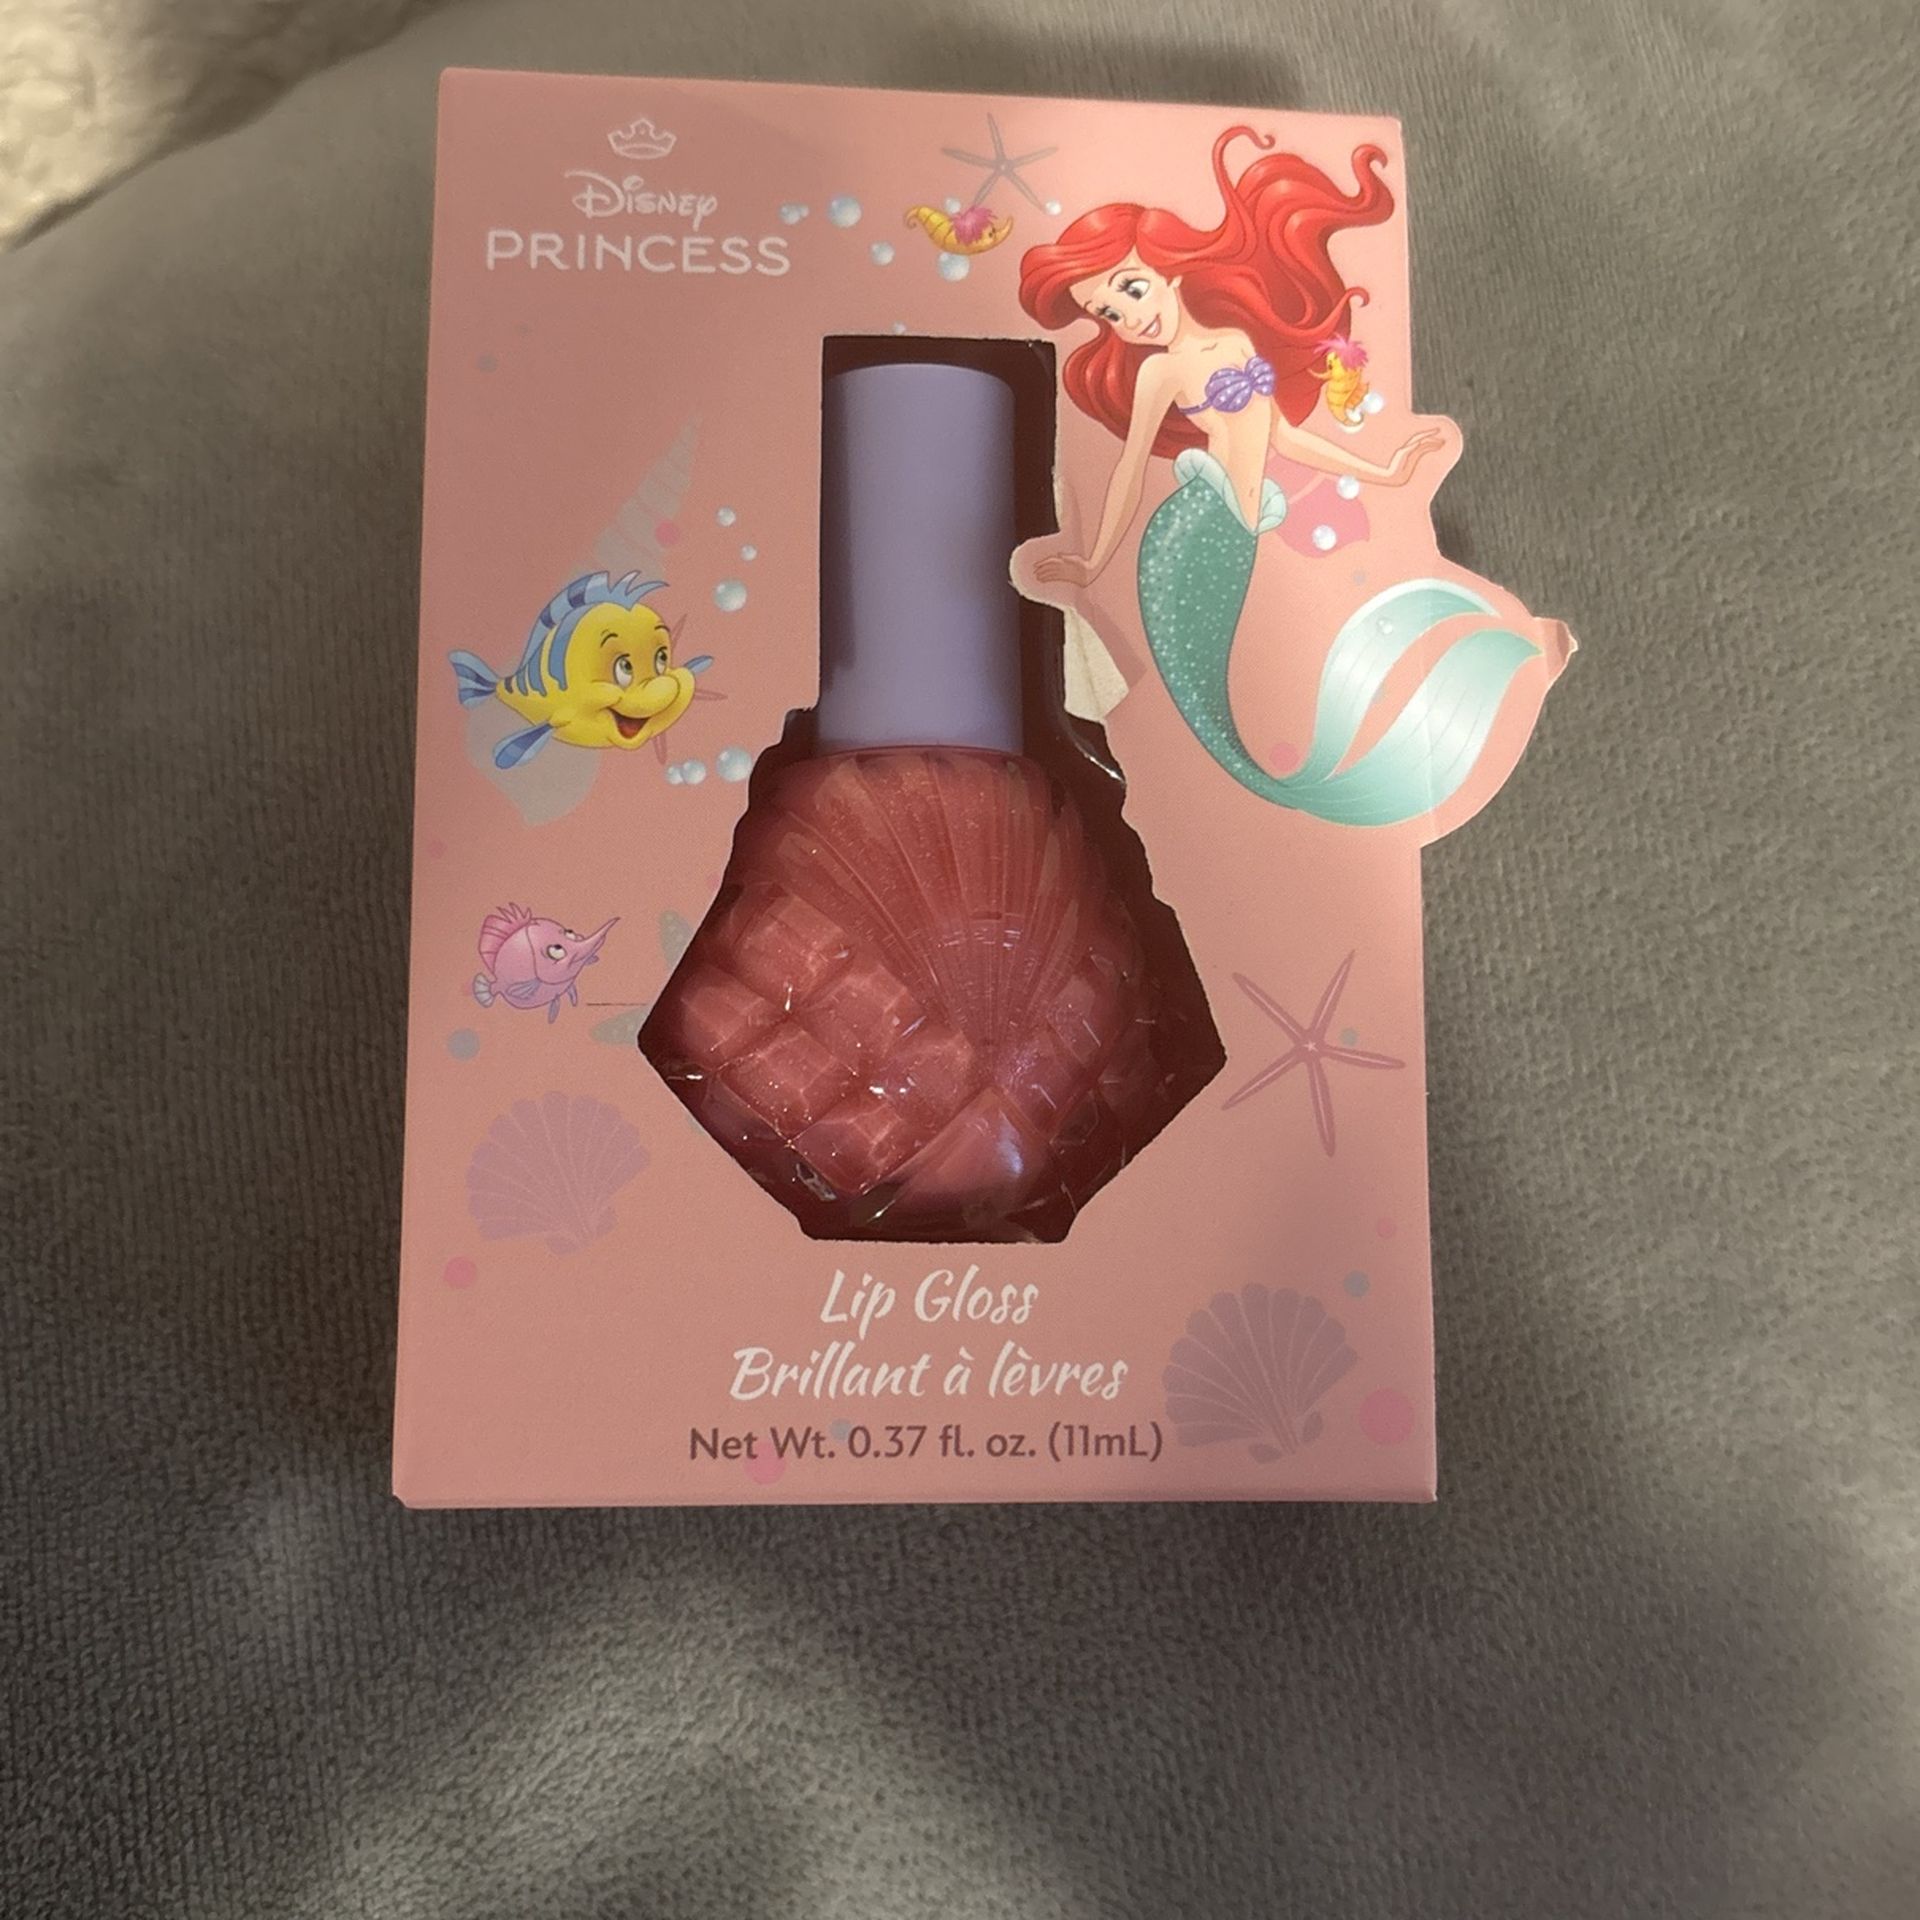 Disney
PRINCESS
Lip Gloss
Brillant à lèvres
Net Wt. 0.37 fl. oz. (11mL)